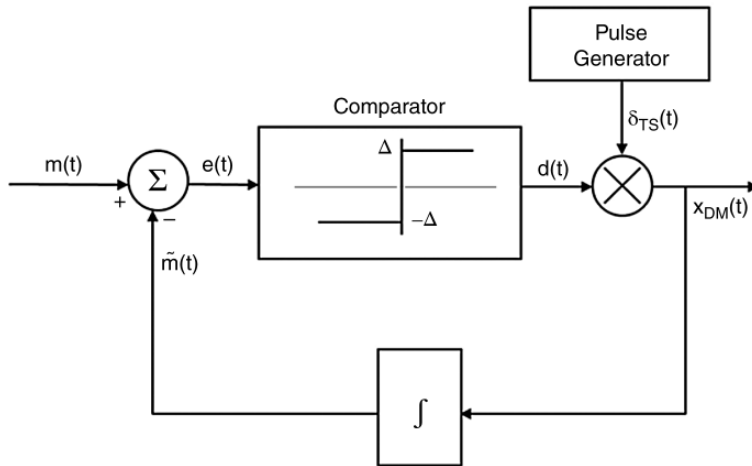 Pulse
Generator
Comparator
δTS(t)
Δ
m(t)
Σ
e(t)
d(t)
+
−
−Δ
xDM(t)
m̃(t)
∫